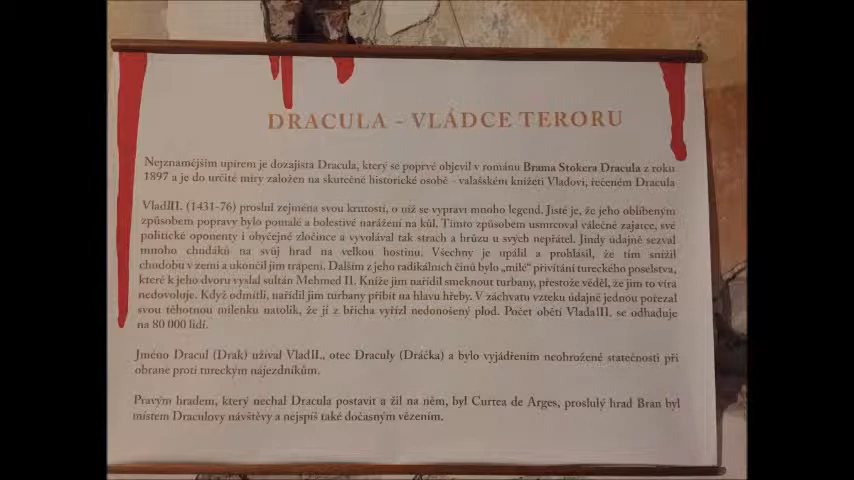 DRACULA - VLÁDCE TERORU
Nejznámějším upírem je dozajista Dracula, který se poprvé objevil v románu Brama Stokera Dracula z roku
1897 a je do určité míry založen na skutečné historické osobě - valašském knížeti Vladovi, řečeném Dracula
VladIII. (1431-76) proslul zejména svou krutostí, o níž se vypráví mnoho legend. Jisté je, že jeho oblíbeným
způsobem popravy bylo pomalé a bolestivé narážení na kůl. Tímto způsobem usmrcoval válečné zajatce, své
politické oponenty i obyčejné zločince a vyvolával tak strach a hrůzu u svých nepřátel. Jindy údajně sezval
mnoho chudáků na svůj hrad na velkou hostinu. Všechny je upálil a prohlásil, že tím snížil
chudobu v zemi a ukončil jim trápení. Dalším z jeho radikálních činů bylo „milé“ přivítání tureckého poselstva,
které k jeho dvoru vyslal sultán Mehmed II. Kníže jim nařídil smeknout turbany, přestože věděl, že jim to víra
nedovoluje. Když odmítli, nařídil jim turbany přibít na hlavu hřeby. V záchvatu vzteku údajně jednou pořezal
svou těhotnou milenku natolik, že jí z břicha vyřízl nedonošený plod. Počet obětí VladaIII. se odhaduje
na 80 000 lidí.
Jméno Dracul (Drak) užíval VladII., otec Draculy (Dráčka) a bylo vyjádřením neohrožené statečnosti při
obraně proti tureckým nájezdníkům.
Pravým hradem, který nechal Dracula postavit a žil na něm, byl Curtea de Arges, proslulý hrad Bran byl
místem Draculovy návštěvy a nejspíš také dočasným vězením.